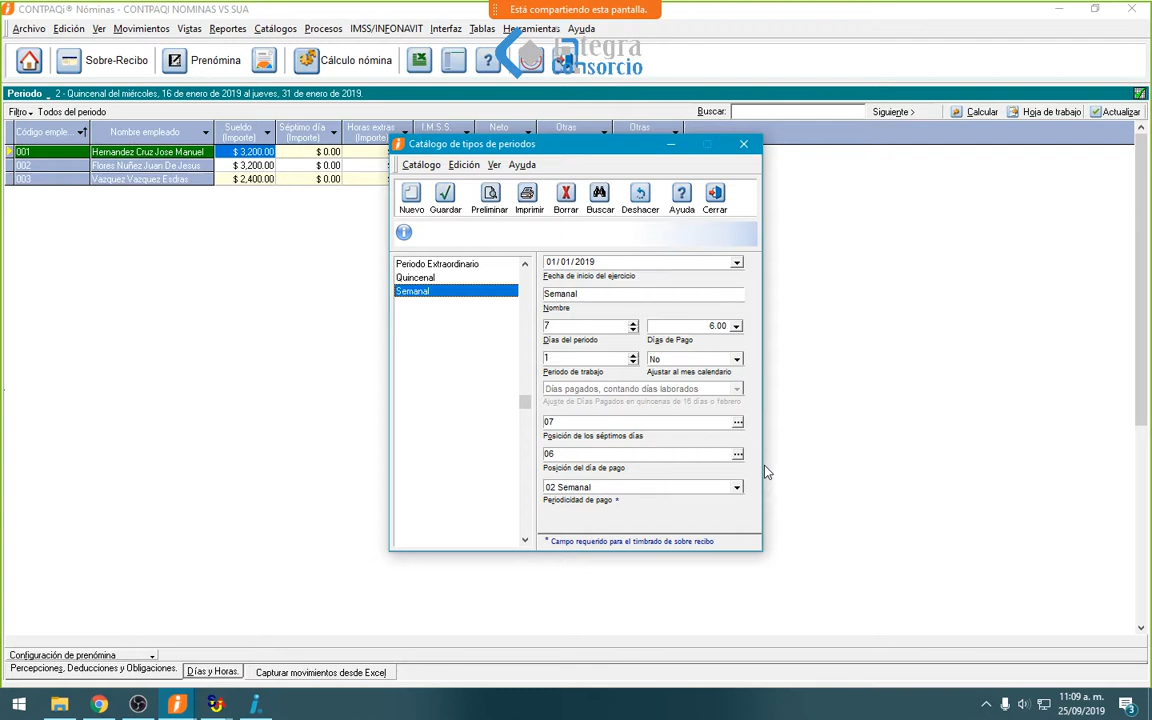 CONTPAQi® Nóminas - CONTPAQI NOMINAS VS SUA
Está compartiendo esta pantalla.
Archivo Edición Ver Movimientos Vistas Reportes Catálogos Procesos IMSS/INFONAVIT Interfaz Tablas Herramientas Ayuda
Sobre-Recibo Prenómina Cálculo nómina
Integra
Consorcio
Periodo 2 - Quincenal del miércoles, 16 de enero de 2019 al jueves, 31 de enero de 2019.
Filtro Todos del periodo Buscar: Siguiente > Calcular Hoja de trabajo Actualizar
Código emple... Nombre empleado Sueldo (Importe) Séptimo día (Importe) Horas extras (Importe) I.M.S.S. Neto Otras Otras
001 Hernandez Cruz Jose Manuel $ 3,200.00 $ 0.00
002 Flores Nuñez Juan De Jesus $ 3,200.00 $ 0.00
003 Vazquez Vazquez Esdras $ 2,400.00 $ 0.00
Catálogo de tipos de periodos
Catálogo Edición Ver Ayuda
Nuevo Guardar Preliminar Imprimir Borrar Buscar Deshacer Ayuda Cerrar
Periodo Extraordinario
Quincenal
Semanal
01/01/2019
Fecha de inicio del ejercicio
Semanal
Nombre
7 6.00
Días del periodo Días de Pago
1 No
Periodo de trabajo Ajustar al mes calendario
Días pagados, contando días laborados
Ajuste de Días Pagados en quincenas de 16 días o febrero
07
Posición de los séptimos días
06
Posición del día de pago
02 Semanal
Periodicidad de pago *
* Campo requerido para el timbrado de sobre recibo
Configuración de prenómina
Percepciones, Deducciones y Obligaciones. Días y Horas. Capturar movimientos desde Excel
11:09 a. m.
25/09/2019
3